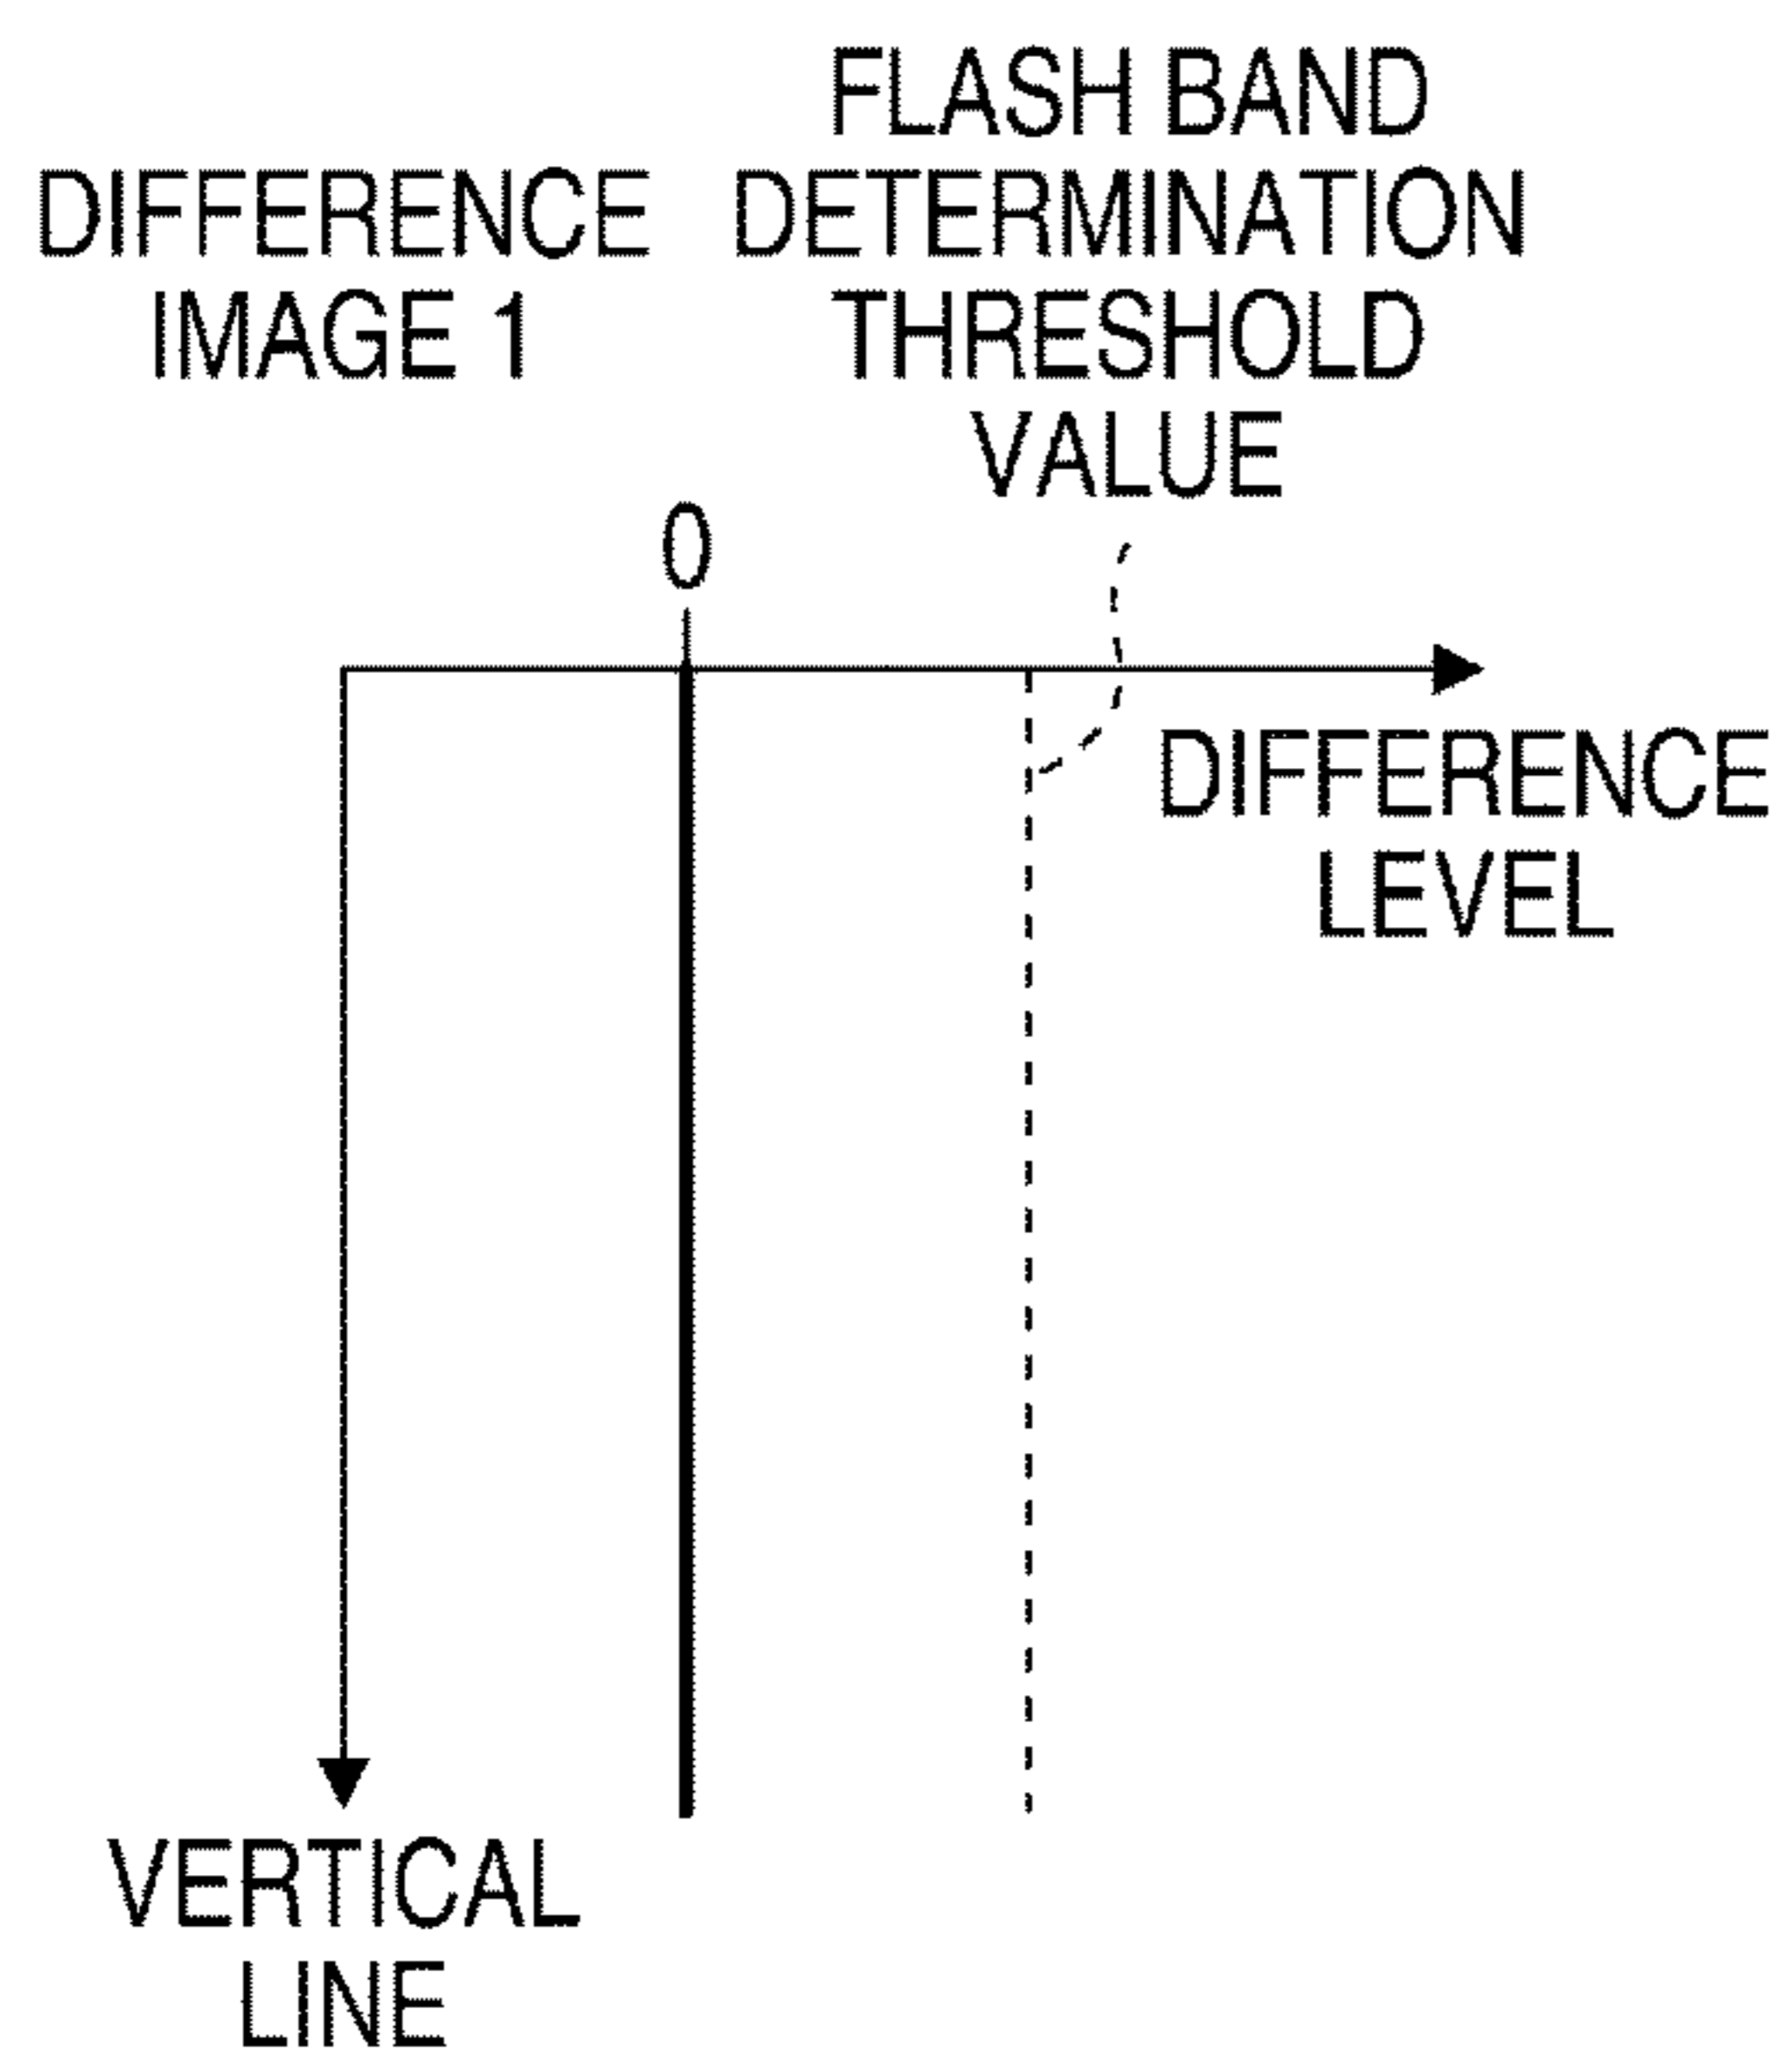 DIFFERENCE
IMAGE 1
FLASH BAND
DETERMINATION
THRESHOLD
VALUE
0
DIFFERENCE
LEVEL
VERTICAL
LINE